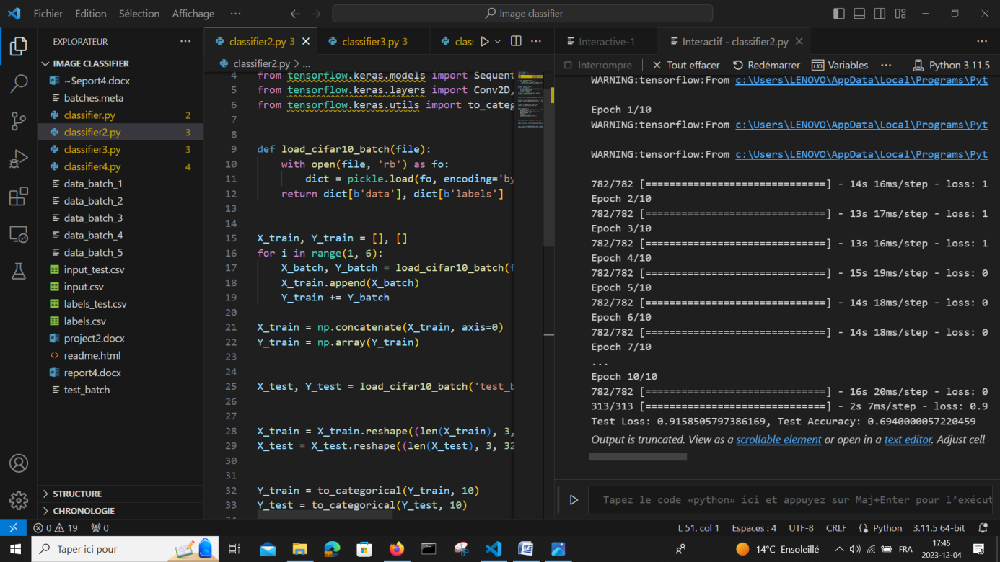 Fichier Edition Sélection Affichage ··· Image classifier
EXPLORATEUR ···
IMAGE CLASSIFIER
~$eport4.docx
batches.meta
classifier.py 2
classifier2.py 3
classifier3.py 3
classifier4.py 4
data_batch_1
data_batch_2
data_batch_3
data_batch_4
data_batch_5
input_test.csv
input.csv
labels_test.csv
labels.csv
project2.docx
readme.html
report4.docx
test_batch
STRUCTURE
CHRONOLOGIE
classifier2.py 3 classifier3.py 3 clas:
classifier2.py > ...
4 from tensorflow.keras.models import Sequent
5 from tensorflow.keras.layers import Conv2D,
6 from tensorflow.keras.utils import to_categ
7
8
9 def load_cifar10_batch(file):
10 with open(file, 'rb') as fo:
11 dict = pickle.load(fo, encoding='by
12 return dict[b'data'], dict[b'labels']
13
14
15 X_train, Y_train = [], []
16 for i in range(1, 6):
17 X_batch, Y_batch = load_cifar10_batch(f
18 X_train.append(X_batch)
19 Y_train += Y_batch
20
21 X_train = np.concatenate(X_train, axis=0)
22 Y_train = np.array(Y_train)
23
24
25 X_test, Y_test = load_cifar10_batch('test_b
26
27
28 X_train = X_train.reshape((len(X_train), 3,
29 X_test = X_test.reshape((len(X_test), 3, 32
30
31
32 Y_train = to_categorical(Y_train, 10)
33 Y_test = to_categorical(Y_test, 10)
Interactive-1 Interactif - classifier2.py ···
Interrompre Tout effacer Redémarrer Variables ··· Python 3.11.5
WARNING:tensorflow:From c:\Users\LENOVO\AppData\Local\Programs\Pyt
Epoch 1/10
WARNING:tensorflow:From c:\Users\LENOVO\AppData\Local\Programs\Pyt
WARNING:tensorflow:From c:\Users\LENOVO\AppData\Local\Programs\Pyt
782/782 [==============================] - 14s 16ms/step - loss: 1
Epoch 2/10
782/782 [==============================] - 13s 17ms/step - loss: 1
Epoch 3/10
782/782 [==============================] - 13s 16ms/step - loss: 1
Epoch 4/10
782/782 [==============================] - 15s 19ms/step - loss: 0
Epoch 5/10
782/782 [==============================] - 14s 18ms/step - loss: 0
Epoch 6/10
782/782 [==============================] - 14s 18ms/step - loss: 0
Epoch 7/10
...
Epoch 10/10
782/782 [==============================] - 16s 20ms/step - loss: 0
313/313 [==============================] - 2s 7ms/step - loss: 0.9
Test Loss: 0.9158505797386169, Test Accuracy: 0.6940000057220459
Output is truncated. View as a scrollable element or open in a text editor. Adjust cell
Tapez le code «python» ici et appuyez sur Maj+Enter pour l'exécut
0 19 0 L 51, col 1 Espaces : 4 UTF-8 CRLF Python 3.11.5 64-bit
Taper ici pour 14°C Ensoleillé FRA 17:45
2023-12-04